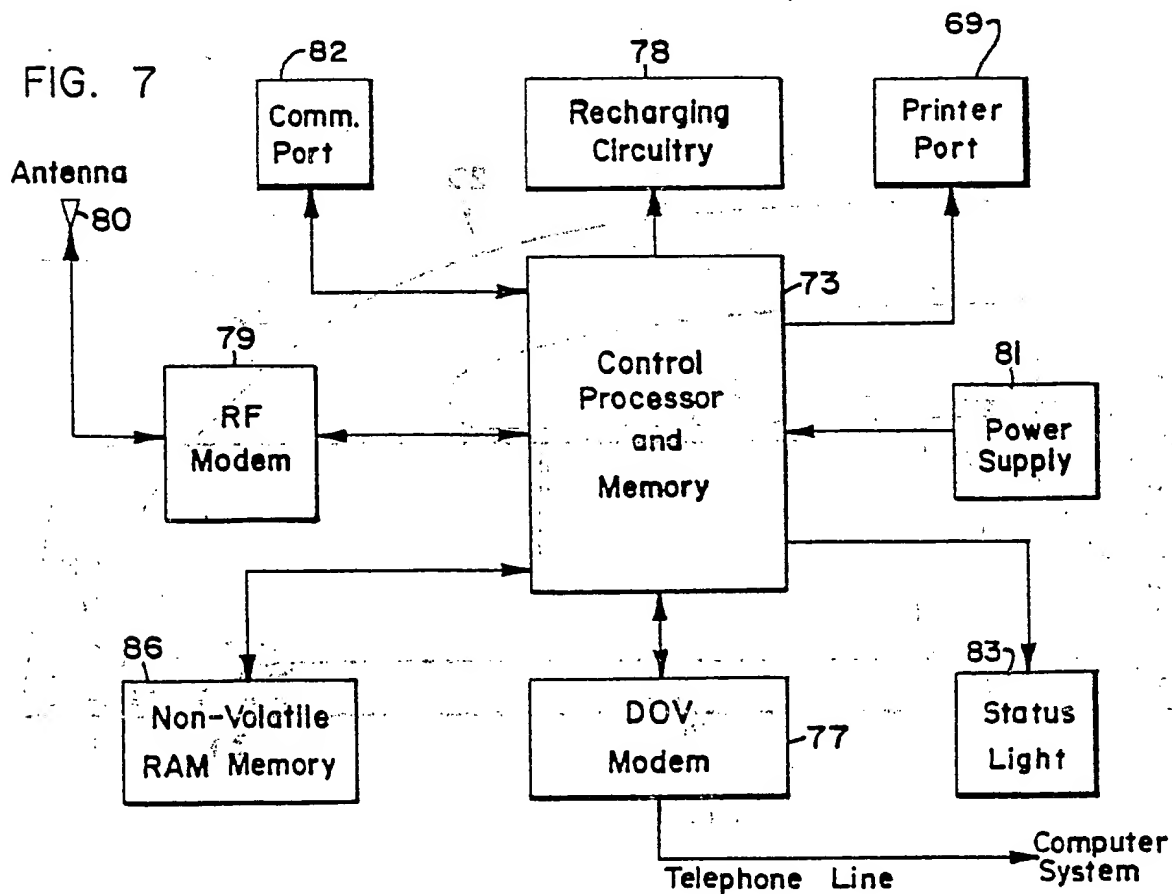 FIG. 7
82
78
69
Comm.
Port
Recharging
Circuitry
Printer
Port
Antenna
80
73
79
RF
Modem
Control
Processor
and
Memory
81
Power
Supply
86
Non-Volatile
RAM Memory
DOV
Modem
77
83
Status
Light
Telephone Line
Computer
System